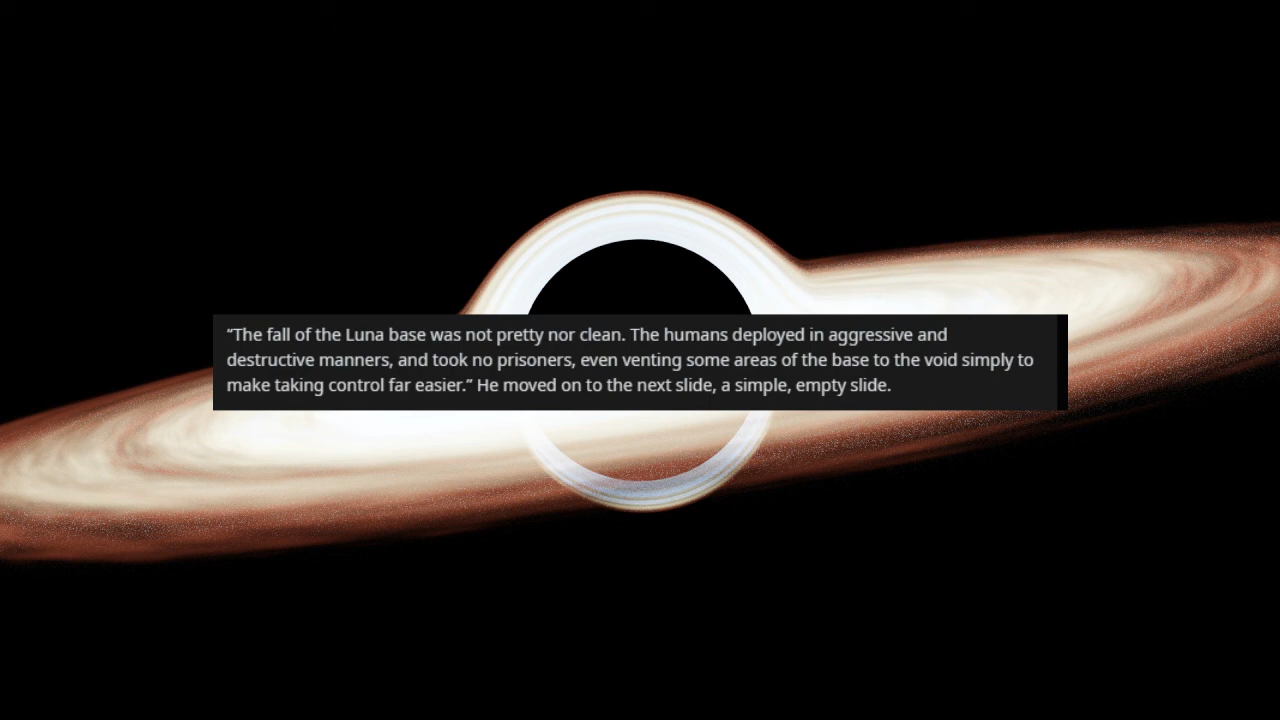 “The fall of the Luna base was not pretty nor clean. The humans deployed in aggressive and
destructive manners, and took no prisoners, even venting some areas of the base to the void simply to
make taking control far easier.” He moved on to the next slide, a simple, empty slide.